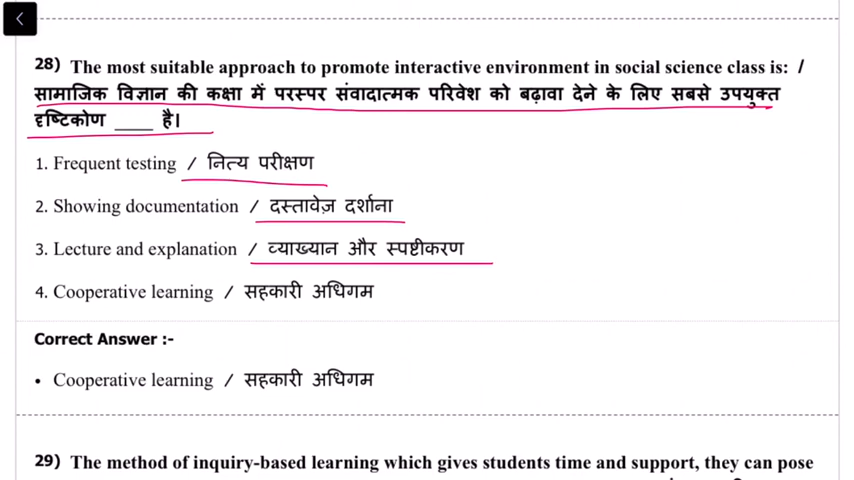 28) The most suitable approach to promote interactive environment in social science class is: /
सामाजिक विज्ञान की कक्षा में परस्पर संवादात्मक परिवेश को बढ़ावा देने के लिए सबसे उपयुक्त
दृष्टिकोण ____ है।
1. Frequent testing / नित्य परीक्षण
2. Showing documentation / दस्तावेज़ दर्शाना
3. Lecture and explanation / व्याख्यान और स्पष्टीकरण
4. Cooperative learning / सहकारी अधिगम
Correct Answer :-
• Cooperative learning / सहकारी अधिगम
29) The method of inquiry-based learning which gives students time and support, they can pose